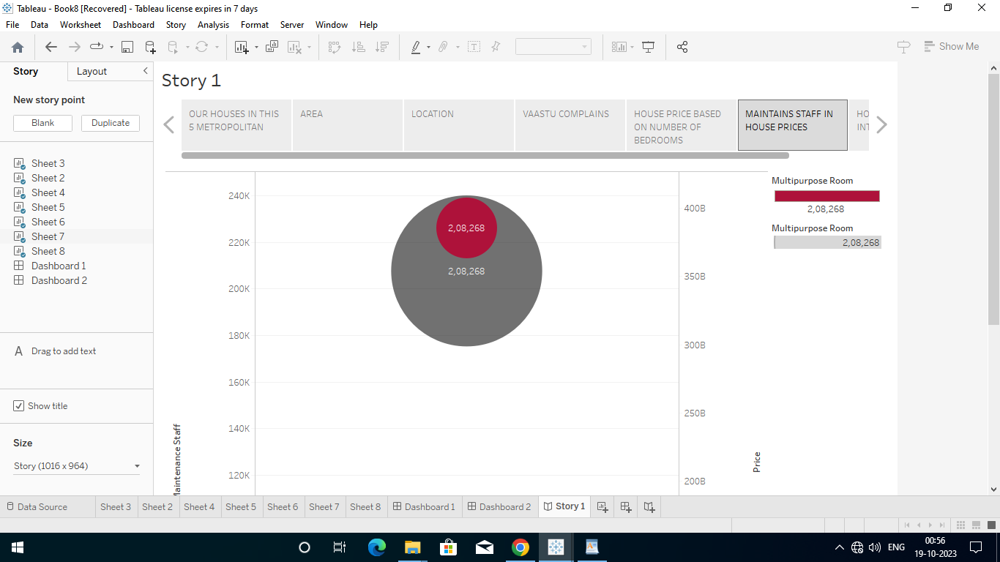 Tableau - Book8 [Recovered] - Tableau license expires in 7 days
File Data Worksheet Dashboard Story Analysis Format Server Window Help
Show Me
Story Layout
New story point
Blank Duplicate
Sheet 3
Sheet 2
Sheet 4
Sheet 5
Sheet 6
Sheet 7
Sheet 8
Dashboard 1
Dashboard 2
A Drag to add text
Show title
Size
Story (1016 x 964)
Story 1
OUR HOUSES IN THIS
5 METROPOLITAN
AREA
LOCATION
VAASTU COMPLAINS
HOUSE PRICE BASED
ON NUMBER OF
BEDROOMS
MAINTAINS STAFF IN
HOUSE PRICES
HO
INT
240K
220K
200K
180K
160K
140K
120K
Maintenance Staff
2,08,268
2,08,268
400B
350B
300B
250B
200B
Price
Multipurpose Room
2,08,268
Multipurpose Room
2,08,268
Data Source Sheet 3 Sheet 2 Sheet 4 Sheet 5 Sheet 6 Sheet 7 Sheet 8 Dashboard 1 Dashboard 2 Story 1
ENG
00:56
19-10-2023